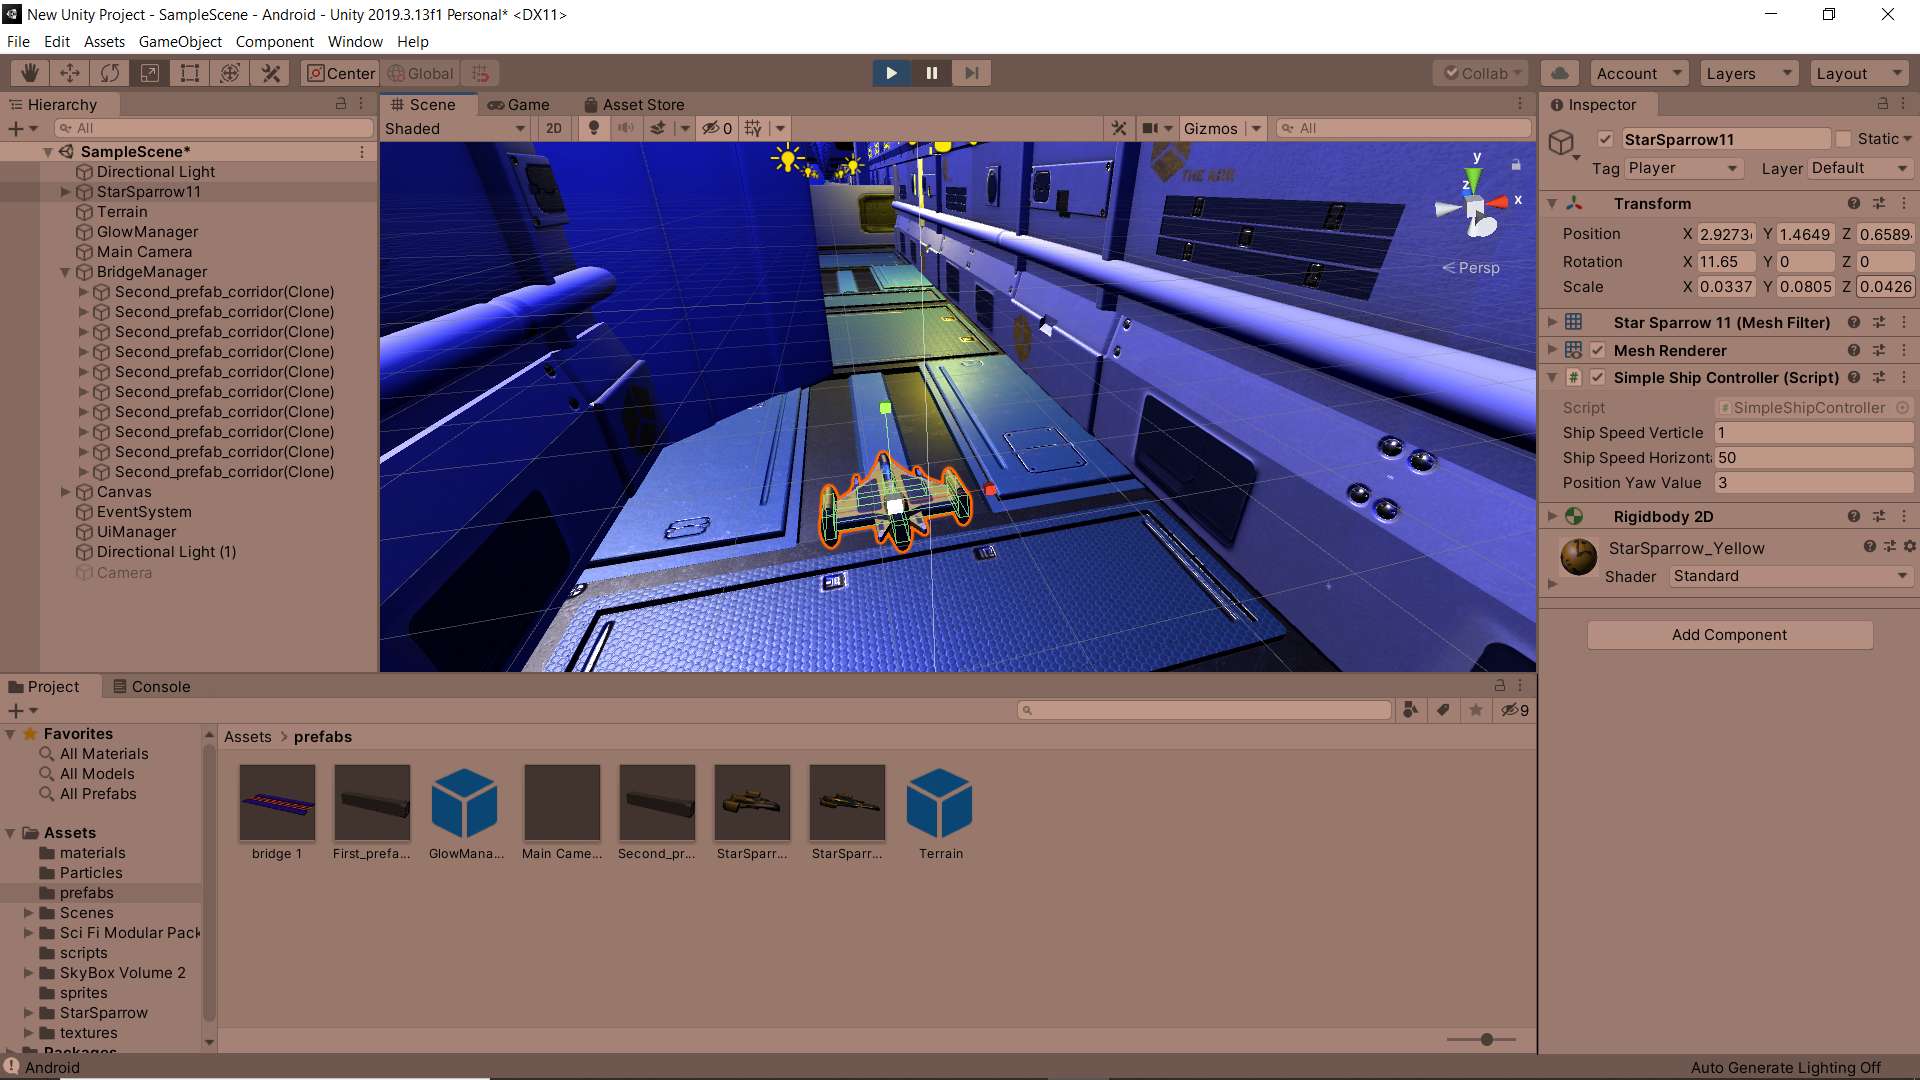 New Unity Project - SampleScene - Android - Unity 2019.3.13f1 Personal* <DX11>
File Edit Assets GameObject Component Window Help
Center Global Collab Account Layers Layout
Hierarchy
All
SampleScene*
Directional Light
StarSparrow11
Terrain
GlowManager
Main Camera
BridgeManager
Second_prefab_corridor(Clone)
Second_prefab_corridor(Clone)
Second_prefab_corridor(Clone)
Second_prefab_corridor(Clone)
Second_prefab_corridor(Clone)
Second_prefab_corridor(Clone)
Second_prefab_corridor(Clone)
Second_prefab_corridor(Clone)
Second_prefab_corridor(Clone)
Second_prefab_corridor(Clone)
Canvas
EventSystem
UiManager
Directional Light (1)
Camera
Scene Game Asset Store
Shaded 2D 0 Gizmos All
THE ARK
y
z
x
Persp
Inspector
StarSparrow11 Static
Tag Player Layer Default
Transform
Position X 2.9273 Y 1.4649 Z 0.6589
Rotation X 11.65 Y 0 Z 0
Scale X 0.0337 Y 0.0805 Z 0.0426
Star Sparrow 11 (Mesh Filter)
Mesh Renderer
# Simple Ship Controller (Script)
Script # SimpleShipController
Ship Speed Verticle 1
Ship Speed Horizont 50
Position Yaw Value 3
Rigidbody 2D
StarSparrow_Yellow
Shader Standard
Add Component
Project Console
9
Favorites
All Materials
All Models
All Prefabs
Assets
materials
Particles
prefabs
Scenes
Sci Fi Modular Pack
scripts
SkyBox Volume 2
sprites
StarSparrow
textures
Packages
Assets > prefabs
bridge 1 First_prefa... GlowMana... Main Came... Second_pr... StarSparr... StarSparr... Terrain
Android
Auto Generate Lighting Off